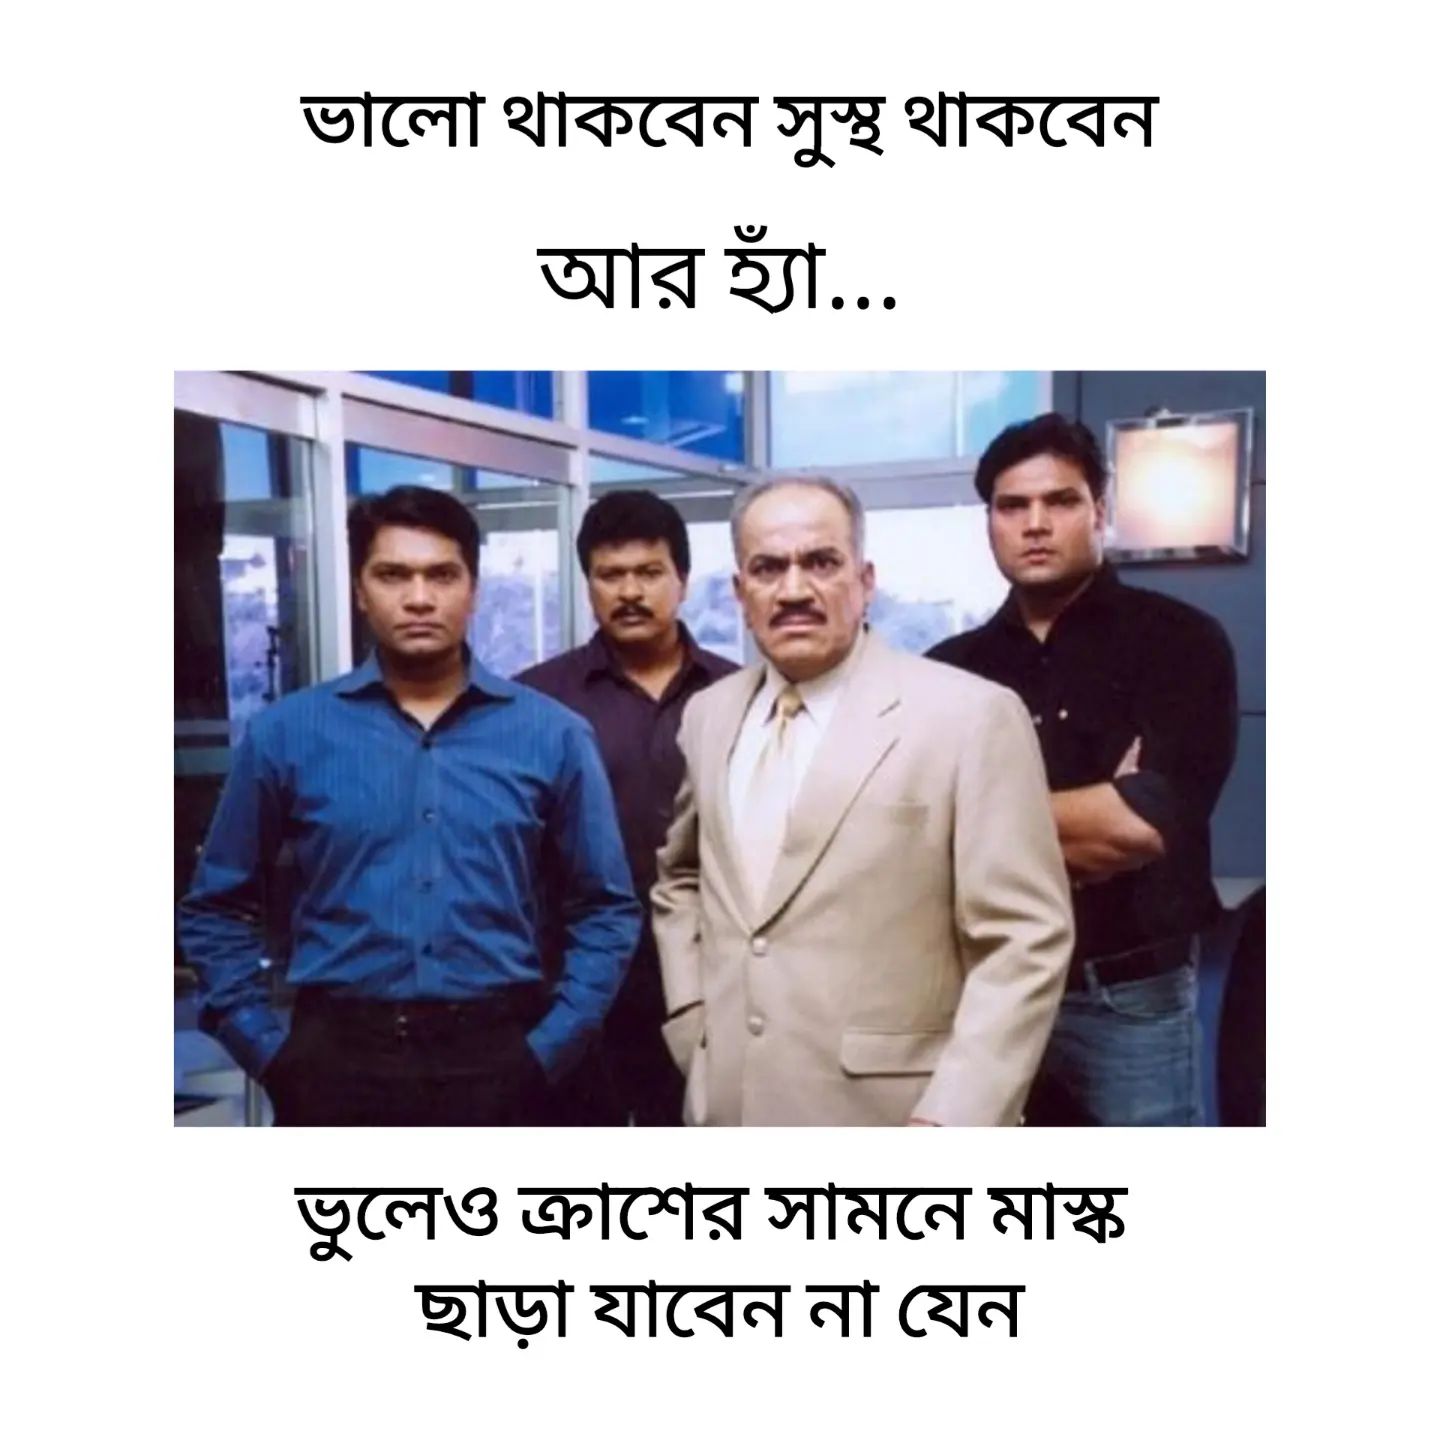 ভালো থাকবেন সুস্থ থাকবেন
আর হ্যাঁ...
ভুলেও ক্রাশের সামনে মাস্ক
ছাড়া যাবেন না যেন